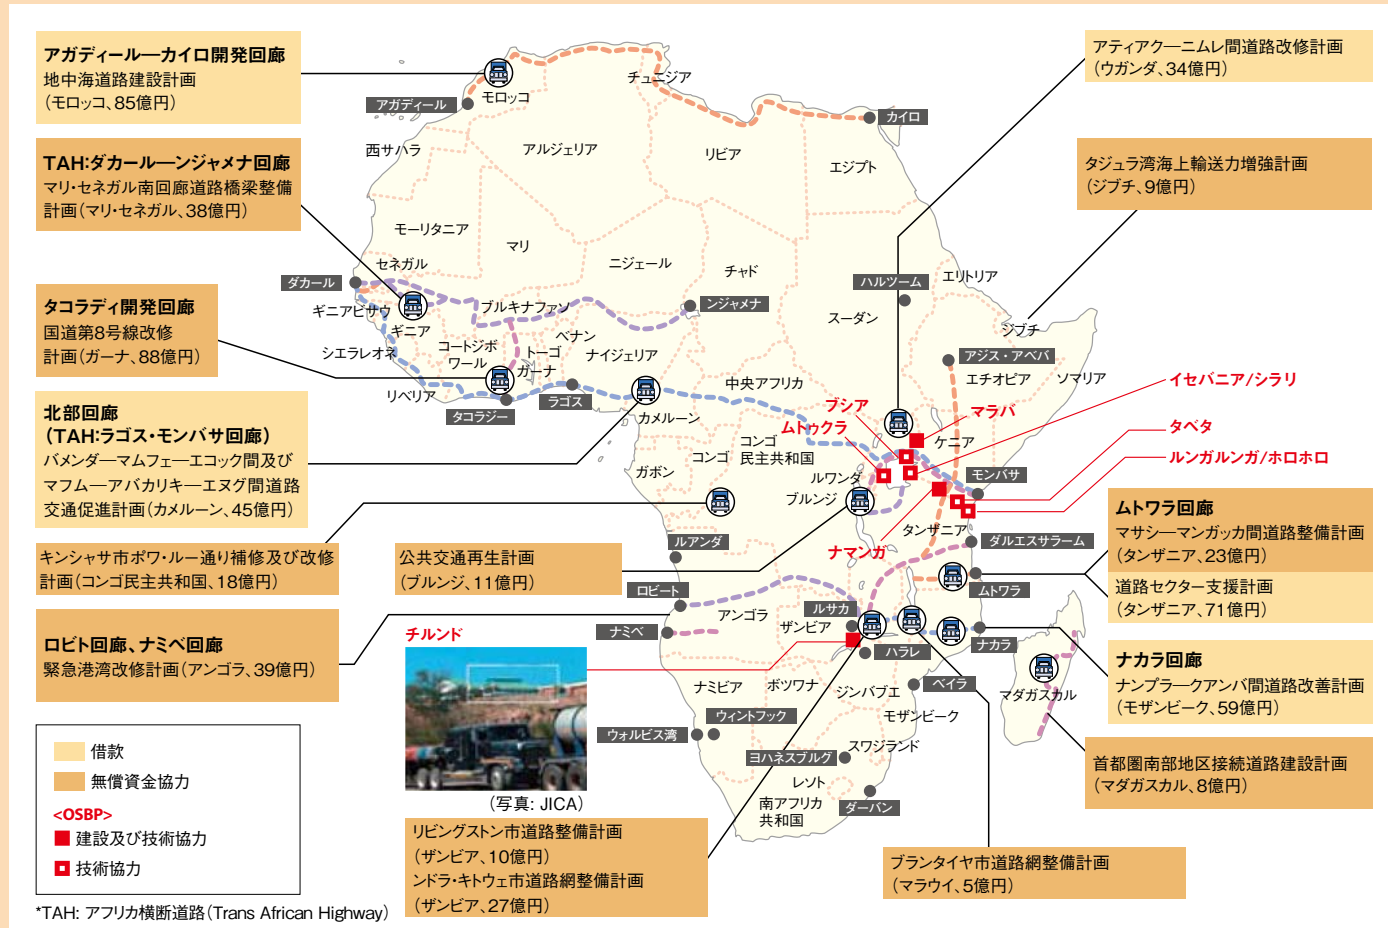 アガディール―カイロ開発回廊
地中海道路建設計画
(モロッコ、85億円)
TAH:ダカール―ンジャメナ回廊
マリ・セネガル南回廊道路橋梁整備
計画(マリ・セネガル、38億円)
タコラディ開発回廊
国道第8号線改修
計画(ガーナ、88億円)
北部回廊
(TAH:ラゴス・モンバサ回廊)
バメンダ―マムフェ―エコック間及び
マフム―アバカリキ―エヌグ間道路
交通促進計画(カメルーン、45億円)
キンシャサ市ポワ・ルー通り補修及び改修
計画(コンゴ民主共和国、18億円)
ロビト回廊、ナミベ回廊
緊急港湾改修計画(アンゴラ、39億円)
公共交通再生計画
(ブルンジ、11億円)
アティアク―ニムレ間道路改修計画
(ウガンダ、34億円)
タジュラ湾海上輸送力増強計画
(ジブチ、9億円)
イセバニア/シラリ
タベタ
ルンガルンガ/ホロホロ
ムトワラ回廊
マサシ―マンガッカ間道路整備計画
(タンザニア、23億円)
道路セクター支援計画
(タンザニア、71億円)
ナカラ回廊
ナンプラ―クアンバ間道路改善計画
(モザンビーク、59億円)
首都圏南部地区接続道路建設計画
(マダガスカル、8億円)
ブランタイヤ市道路網整備計画
(マラウイ、5億円)
チルンド
(写真: JICA)
リビングストン市道路整備計画
(ザンビア、10億円)
ンドラ・キトウェ市道路網整備計画
(ザンビア、27億円)
モロッコ
アガディール
チュニジア
カイロ
西サハラ
アルジェリア
リビア
エジプト
モーリタニア
マリ
ニジェール
チャド
セネガル
ダカール
ギニアビサウ
ギニア
ブルキナファソ
ンジャメナ
ハルツーム
エリトリア
スーダン
ジブチ
シエラレオネ
コートジボ
ワール
トーゴ
ベナン
ガーナ
ナイジェリア
アジス・アベバ
エチオピア
ソマリア
リベリア
タコラジー
ラゴス
カメルーン
中央アフリカ
ブシア
ムトゥクラ
マラバ
ケニア
コンゴ
民主共和国
コンゴ
ガボン
ルワンダ
ブルンジ
モンバサ
タンザニア
ナマンガ
ダルエスサラーム
ルアンダ
ムトワラ
ロビート
アンゴラ
ルサカ
ザンビア
ナミベ
ハラレ
ナカラ
ナミビア
ボツワナ
ジンバブエ
ベイラ
マダガスカル
モザンビーク
ウィントフック
ウォルビス湾
スワジランド
ヨハネスブルグ
レソト
南アフリカ
共和国
ダーバン
借款
無償資金協力
<OSBP>
建設及び技術協力
技術協力
*TAH: アフリカ横断道路(Trans African Highway)